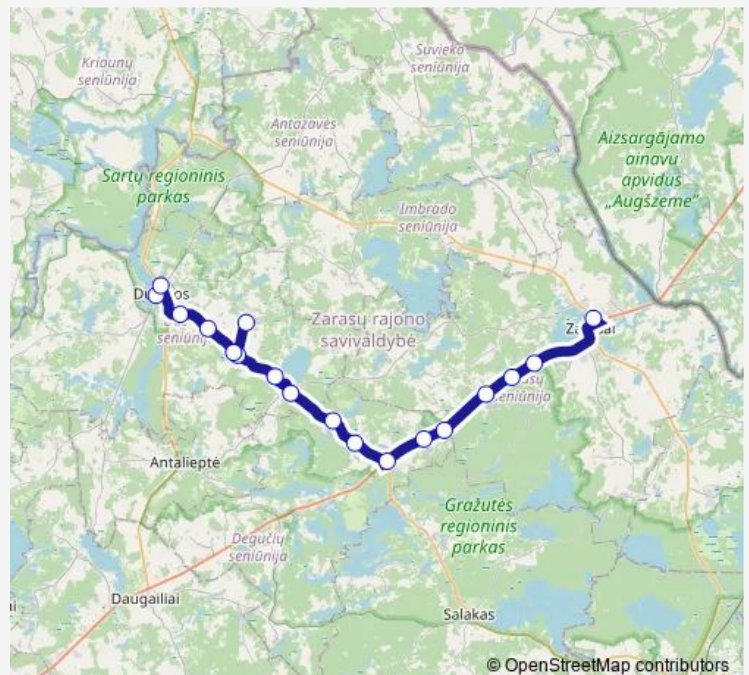 Kriaunų
seniūnija
Suvieko
seniūnija
Antazavės
seniūnija
Aizsargājamo
ainavu
apvidus
„Augšzeme”
Sartų regioninis
parkas
Imbrado
seniūnija
Zarasų rajono
savivaldybė
seniūnija
Antalieptė
Gražutės
regioninis
parkas
Degučių
seniūnija
Daugailiai
Salakas
© OpenStreetMap contributors